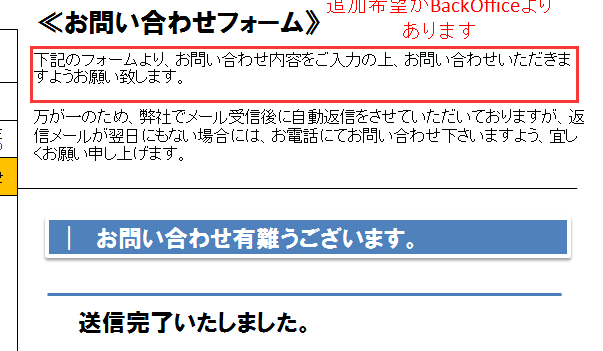 追加希望がBackOfficeより
あります
≪お問い合わせフォーム》
下記のフォームより、お問い合わせ内容をご入力の上、お問い合わせいただきま
すようお願い致します。
万が一のため、弊社でメール受信後に自動返信をさせていただいておりますが、返
信メールが翌日にもない場合には、お電話にてお問い合わせ下さいますよう、宜し
くお願い申し上げます。
お問い合わせ有難うございます。
送信完了いたしました。